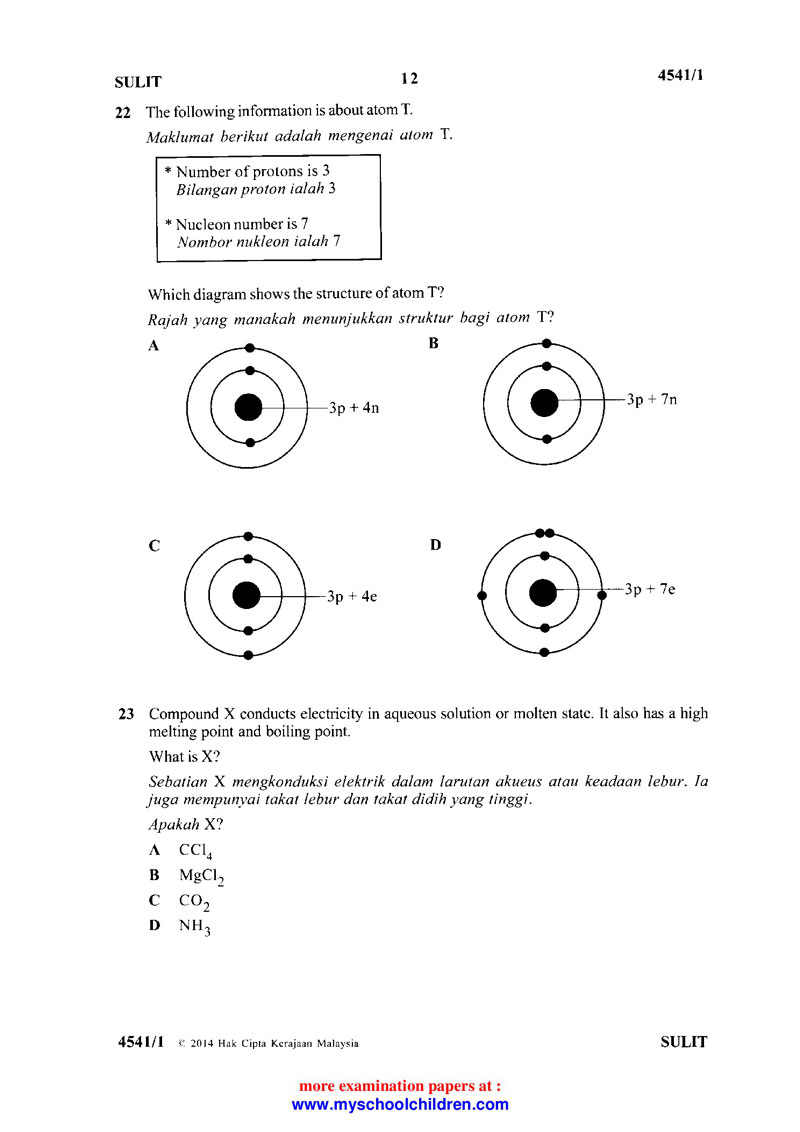 SULIT 12 4541/1
22 The following information is about atom T.
Maklumat berikut adalah mengenai atom T.
* Number of protons is 3
Bilangan proton ialah 3
* Nucleon number is 7
Nombor nukleon ialah 7
Which diagram shows the structure of atom T?
Rajah yang manakah menunjukkan struktur bagi atom T?
A B
3p + 4n 3p + 7n
C D
3p + 4e 3p + 7e
23 Compound X conducts electricity in aqueous solution or molten state. It also has a high
melting point and boiling point.
What is X?
Sebatian X mengkonduksi elektrik dalam larutan akueus atau keadaan lebur. Ia
juga mempunyai takat lebur dan takat didih yang tinggi.
Apakah X?
A CCl₄
B MgCl₂
C CO₂
D NH₃
4541/1 © 2014 Hak Cipta Kerajaan Malaysia SULIT
more examination papers at :
www.myschoolchildren.com